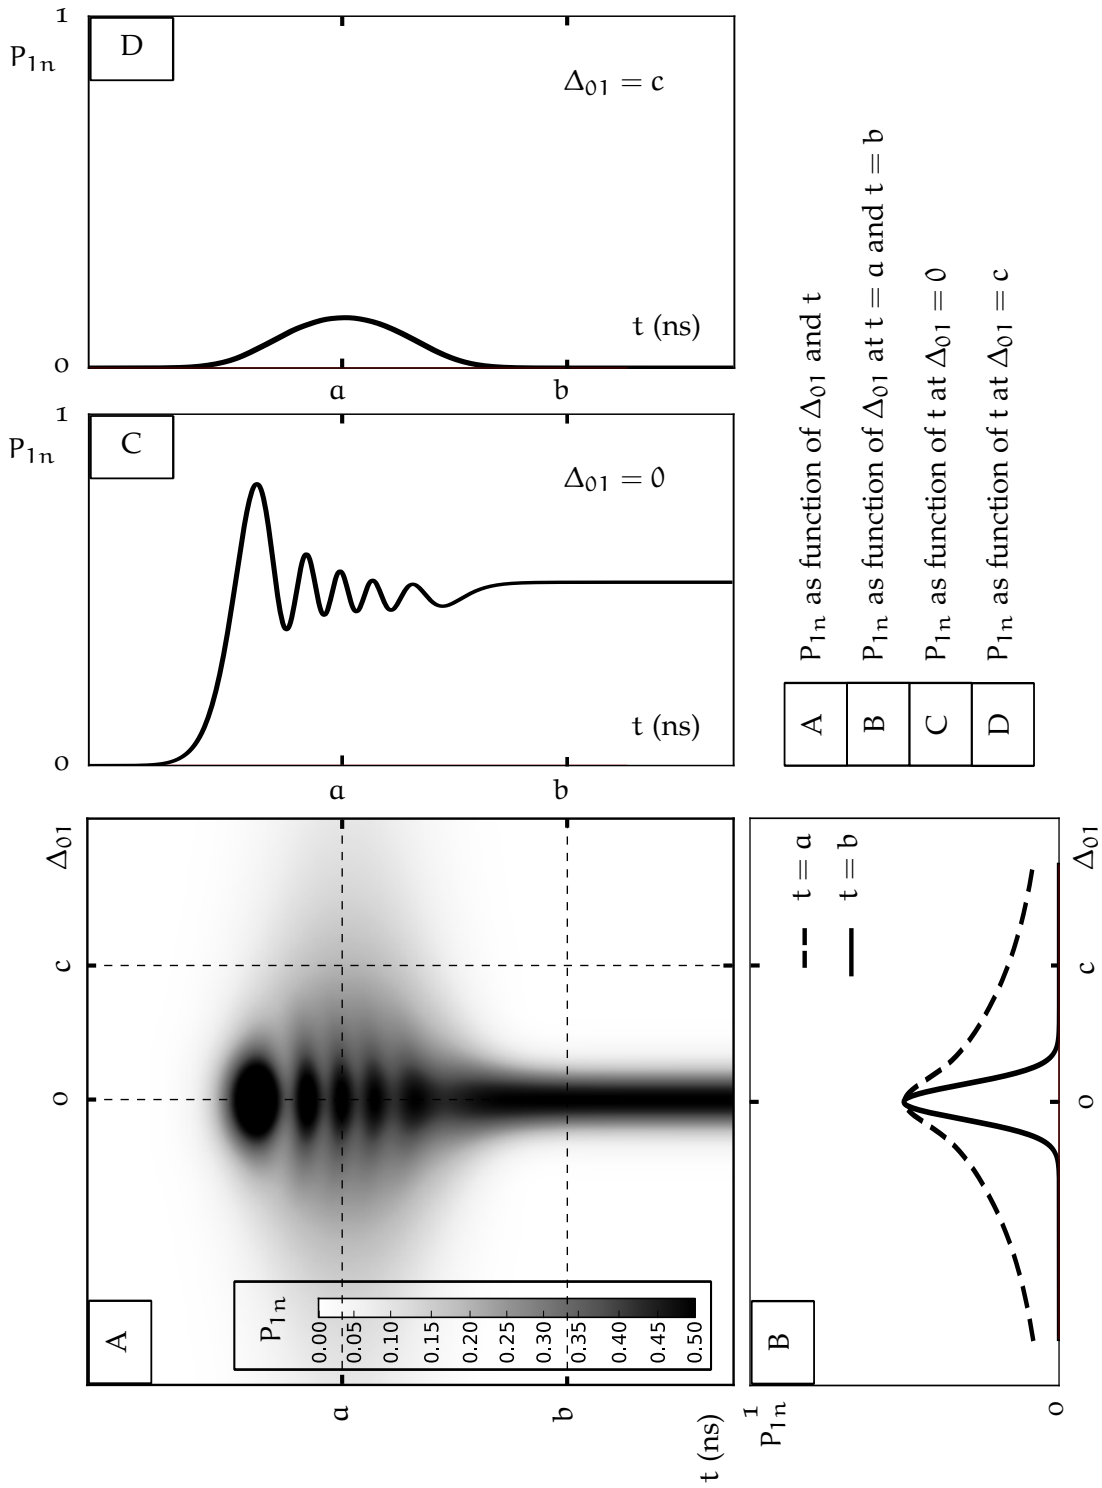 1
P1n
D
Δ01 = c
t (ns)
0
a
b
1
P1n
C
Δ01 = 0
t (ns)
0
a
b
Δ01
c
0
A
P1n
0.00
0.05
0.10
0.15
0.20
0.25
0.30
0.35
0.40
0.45
0.50
a
b
t (ns)
B
t = a
t = b
1
P1n
0
0
c
Δ01
A P1n as function of Δ01 and t
B P1n as function of Δ01 at t = a and t = b
C P1n as function of t at Δ01 = 0
D P1n as function of t at Δ01 = c